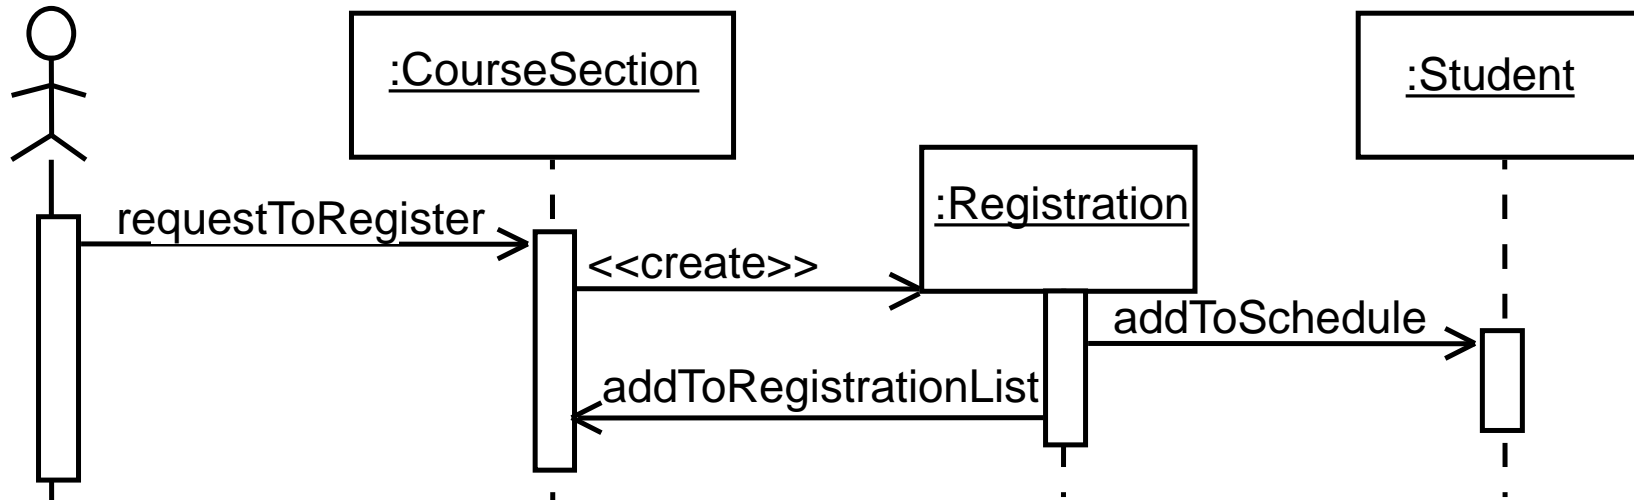 :CourseSection
:Student
:Registration
requestToRegister
<<create>>
addToSchedule
addToRegistrationList